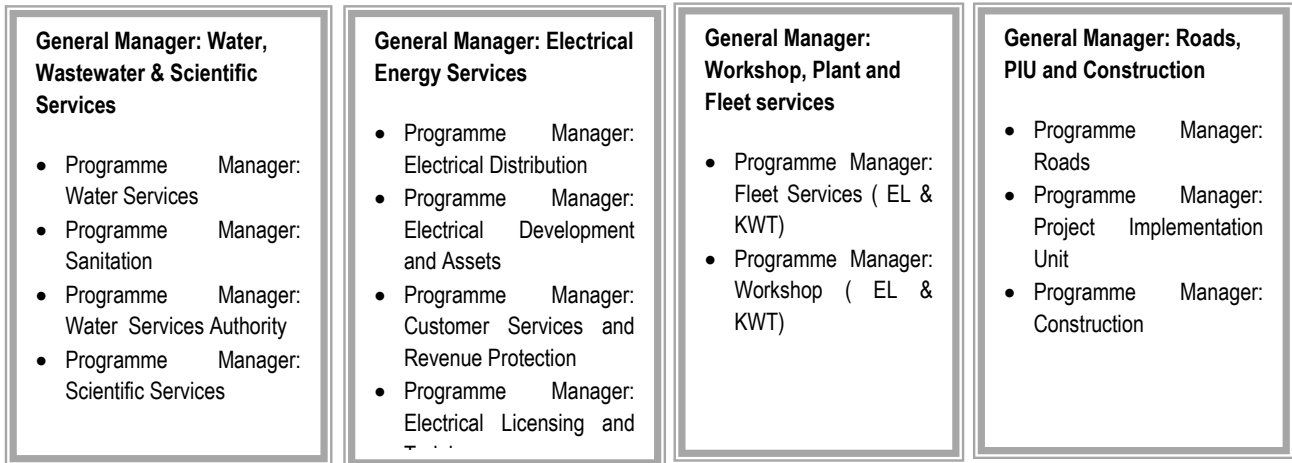 General Manager: Water,
Wastewater & Scientific
Services
• Programme Manager:
Water Services
• Programme Manager:
Sanitation
• Programme Manager:
Water Services Authority
• Programme Manager:
Scientific Services
General Manager: Electrical
Energy Services
• Programme Manager:
Electrical Distribution
• Programme Manager:
Electrical Development
and Assets
• Programme Manager:
Customer Services and
Revenue Protection
• Programme Manager:
Electrical Licensing and
General Manager:
Workshop, Plant and
Fleet services
• Programme Manager:
Fleet Services ( EL &
KWT)
• Programme Manager:
Workshop ( EL &
KWT)
General Manager: Roads,
PIU and Construction
• Programme Manager:
Roads
• Programme Manager:
Project Implementation
Unit
• Programme Manager:
Construction